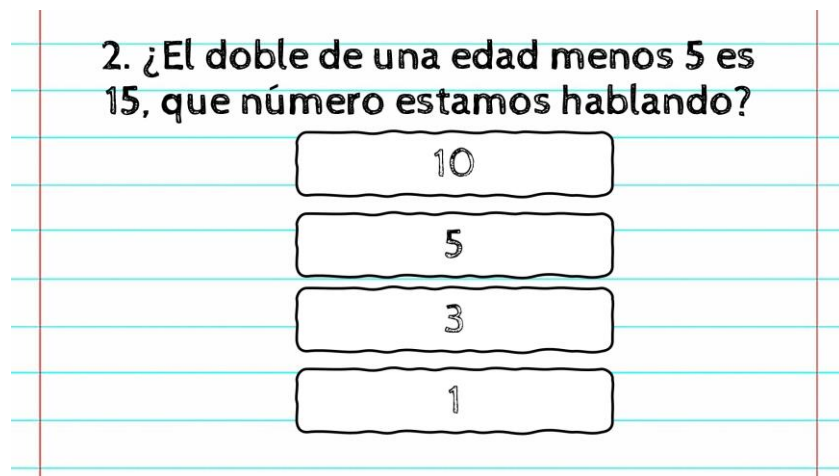 2. ¿El doble de una edad menos 5 es
15, que número estamos hablando?
10
5
3
1